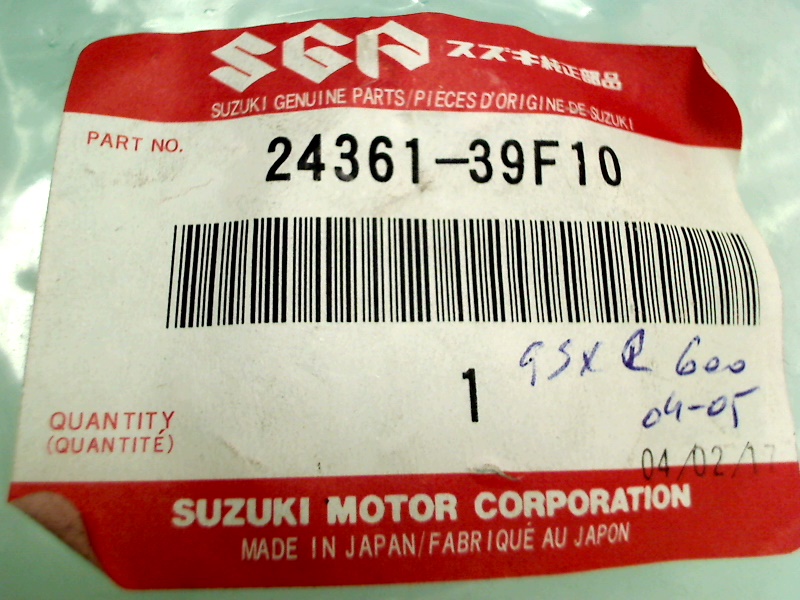 SGP スズキ純正部品
SUZUKI GENUINE PARTS/PIÈCES D'ORIGINE-DE-SUZUKI
PART NO. 24361-39F10
1 GSX R 600
04-05
QUANTITY
(QUANTITÉ)
04/02/17
SUZUKI MOTOR CORPORATION
MADE IN JAPAN/FABRIQUÉ AU JAPON